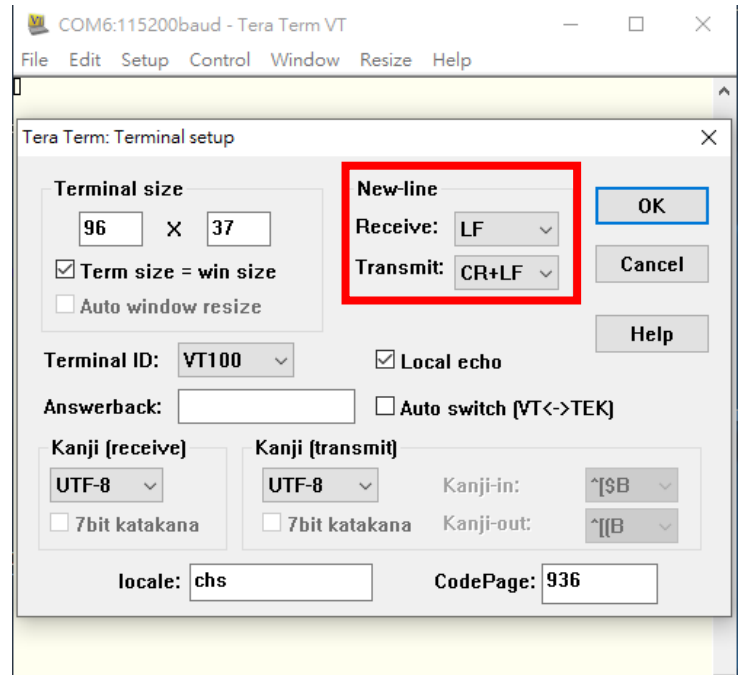 COM6:115200baud - Tera Term VT
File Edit Setup Control Window Resize Help
Tera Term: Terminal setup
Terminal size
96 X 37
Term size = win size
Auto window resize
New-line
Receive: LF
Transmit: CR+LF
OK
Cancel
Help
Terminal ID: VT100
Local echo
Answerback:
Auto switch (VT<->TEK)
Kanji (receive)
UTF-8
7bit katakana
Kanji (transmit)
UTF-8
7bit katakana
Kanji-in: ^[$B
Kanji-out: ^[(B
locale: chs
CodePage: 936